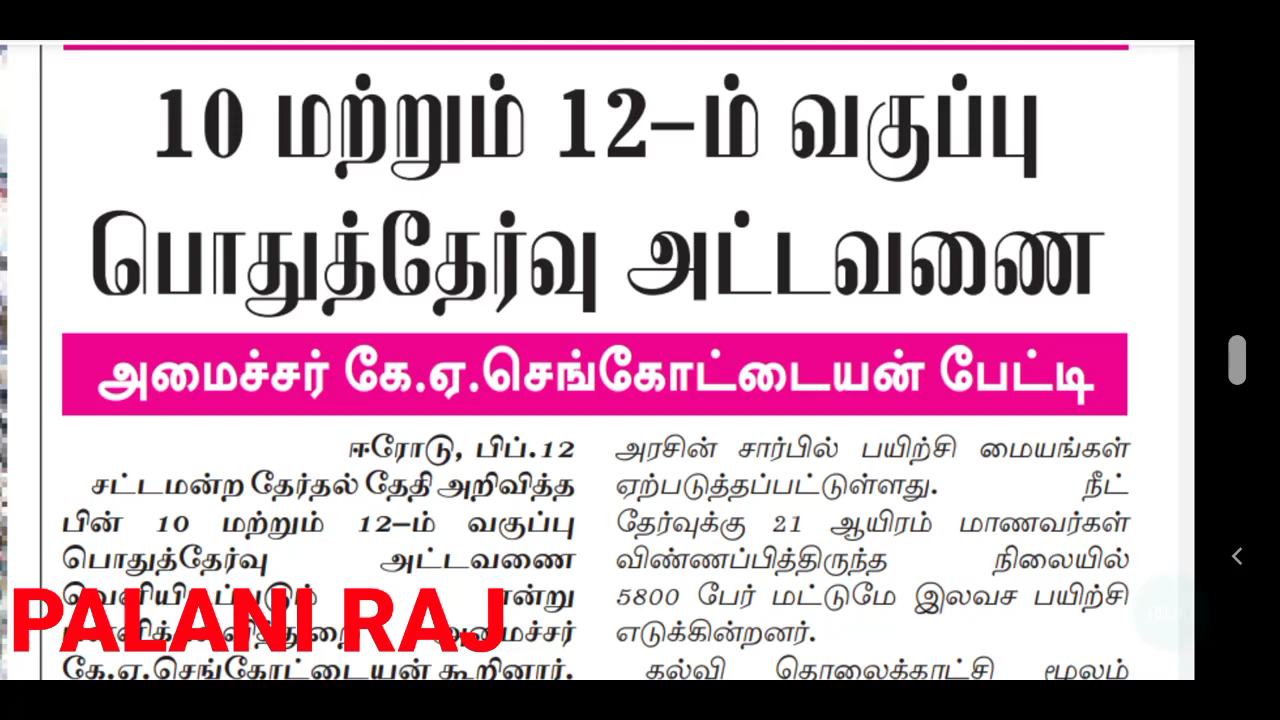 10 மற்றும் 12-ம் வகுப்பு
பொதுத்தேர்வு அட்டவணை
அமைச்சர் கே.ஏ.செங்கோட்டையன் பேட்டி
ஈரோடு, பிப்.12
சட்டமன்ற தேர்தல் தேதி அறிவித்த
பின் 10 மற்றும் 12-ம் வகுப்பு
பொதுத்தேர்வு அட்டவணை
அமைச்சர்
கே.ஏ.செங்கோட்டையன் கூறினார்.
அரசின் சார்பில் பயிற்சி மையங்கள்
ஏற்படுத்தப்பட்டுள்ளது. நீட்
தேர்வுக்கு 21 ஆயிரம் மாணவர்கள்
விண்ணப்பித்திருந்த நிலையில்
5800 பேர் மட்டுமே இலவச பயிற்சி
எடுக்கின்றனர்.
கல்வி தொலைக்காட்சி மூலம்
PALANI RAJ